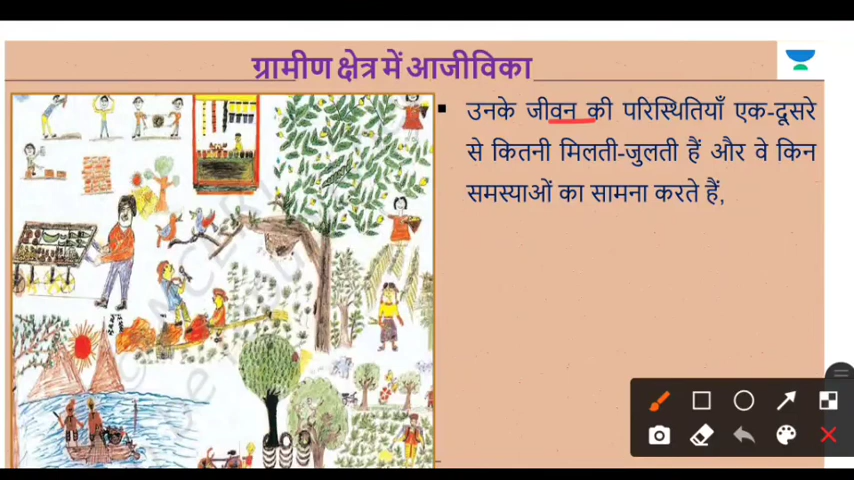 ग्रामीण क्षेत्र में आजीविका
उनके जीवन की परिस्थितियाँ एक-दूसरे
से कितनी मिलती-जुलती हैं और वे किन
समस्याओं का सामना करते हैं,